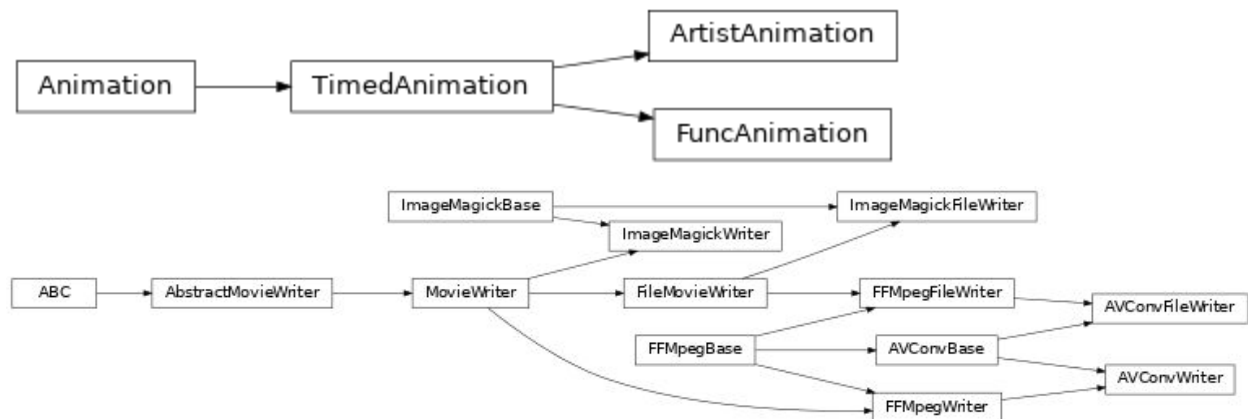 ArtistAnimation
Animation
TimedAnimation
FuncAnimation
ImageMagickBase
ImageMagickFileWriter
ImageMagickWriter
ABC
AbstractMovieWriter
MovieWriter
FileMovieWriter
FFMpegFileWriter
AVConvFileWriter
FFMpegBase
AVConvBase
AVConvWriter
FFMpegWriter